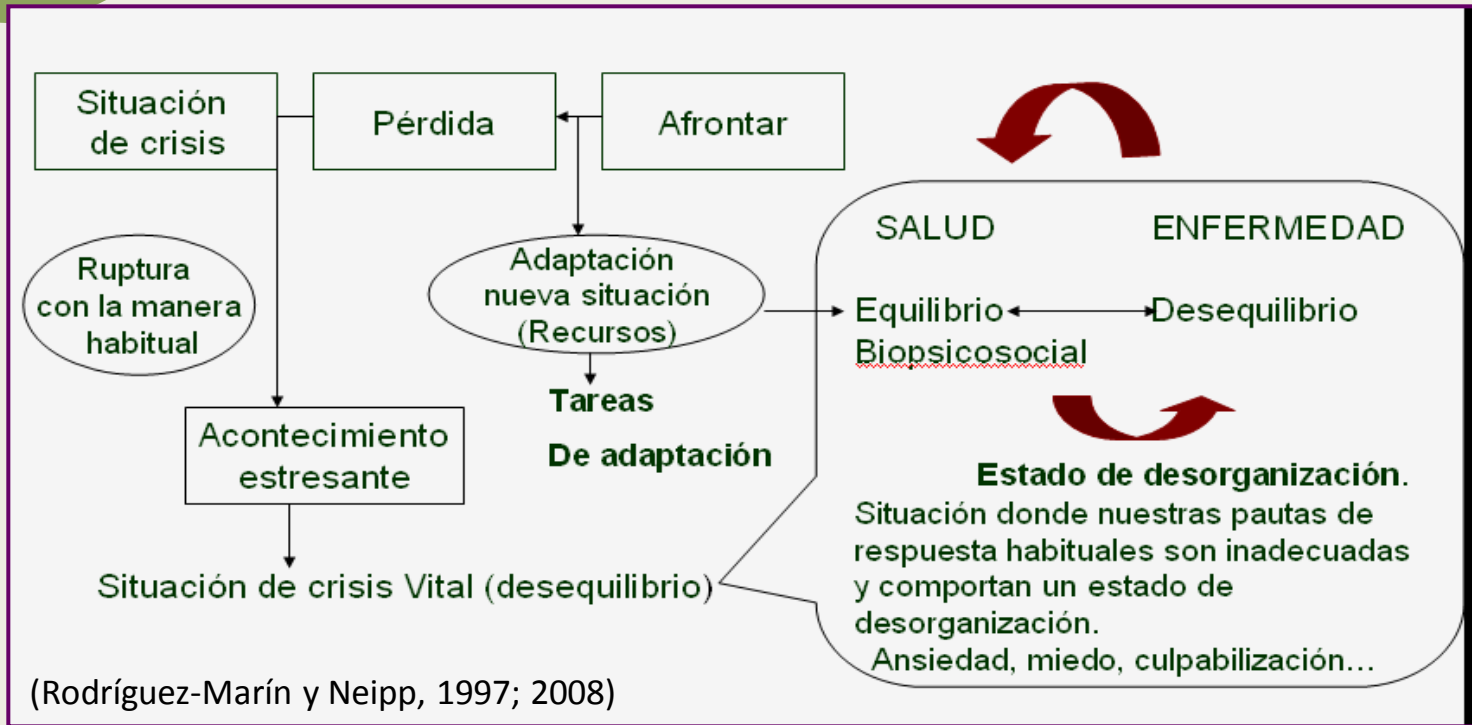 Situación
de crisis
Pérdida
Afrontar
Ruptura
con la manera
habitual
Adaptación
nueva situación
(Recursos)
Tareas
De adaptación
Acontecimiento
estresante
Situación de crisis Vital (desequilibrio)
SALUD ENFERMEDAD
Equilibrio Desequilibrio
Biopsicosocial
Estado de desorganización.
Situación donde nuestras pautas de
respuesta habituales son inadecuadas
y comportan un estado de
desorganización.
Ansiedad, miedo, culpabilización...
(Rodríguez-Marín y Neipp, 1997; 2008)